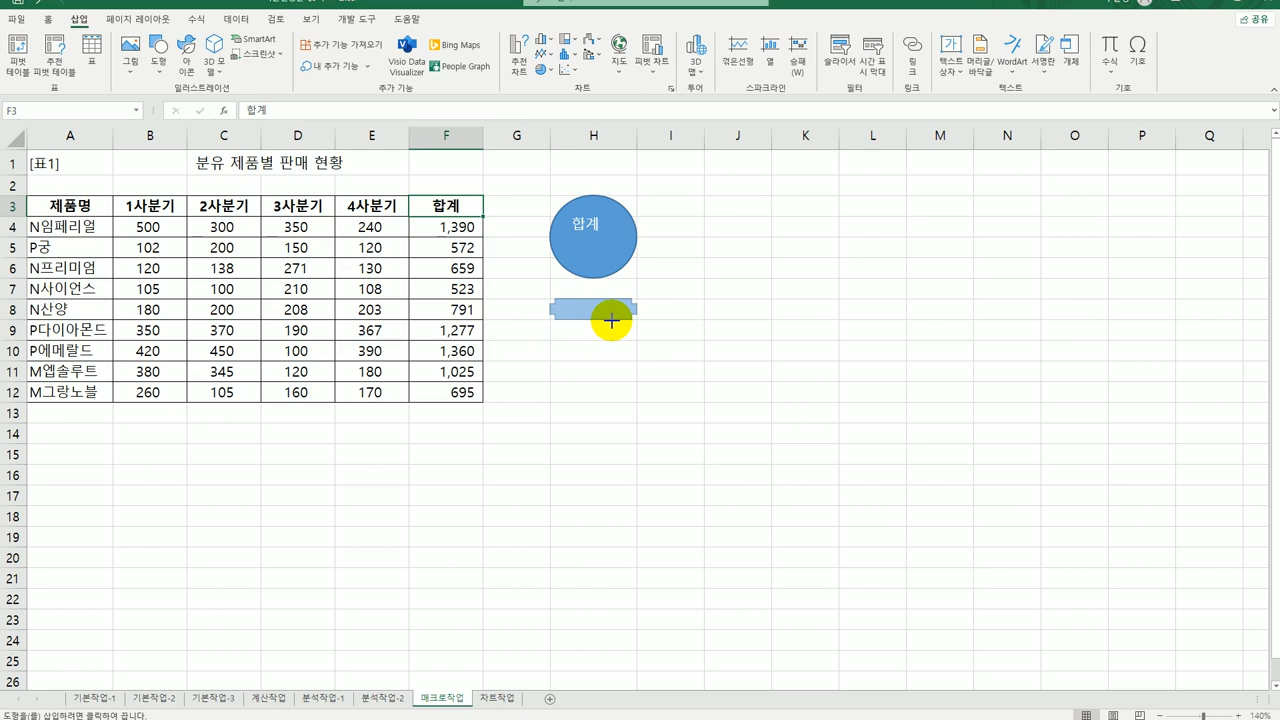 파일 홈 삽입 페이지 레이아웃 수식 데이터 검토 보기 개발 도구 도움말 공유
피벗 테이블 추천 피벗 테이블 표 그림 도형 아이콘 3D 모델 SmartArt 스크린샷 추가 기능 가져오기 내 추가 기능 Visio Data Visualizer Bing Maps People Graph 추천 차트 지도 피벗 차트 3D 맵 꺾은선형 열 승패 (W) 슬라이서 시간 표시 막대 링크 텍스트 상자 머리글/바닥글 WordArt 서명란 개체 수식 기호
표 일러스트레이션 추가 기능 차트 투어 스파크라인 필터 링크 텍스트 기호
F3 fx 합계
A B C D E F G H I J K L M N O P Q
1 [표1] 분유 제품별 판매 현황
2
3 제품명 1사분기 2사분기 3사분기 4사분기 합계
4 N임페리얼 500 300 350 240 1,390 합계
5 P궁 102 200 150 120 572
6 N프리미엄 120 138 271 130 659
7 N사이언스 105 100 210 108 523
8 N산양 180 200 208 203 791
9 P다이아몬드 350 370 190 367 1,277
10 P에메랄드 420 450 100 390 1,360
11 M엡솔루트 380 345 120 180 1,025
12 M그랑노블 260 105 160 170 695
13
14
15
16
17
18
19
20
21
22
23
24
25
26
기본작업-1 기본작업-2 기본작업-3 계산작업 분석작업-1 분석작업-2 매크로작업 차트작업
도형을(를) 삽입하려면 클릭하여 끕니다. 140%